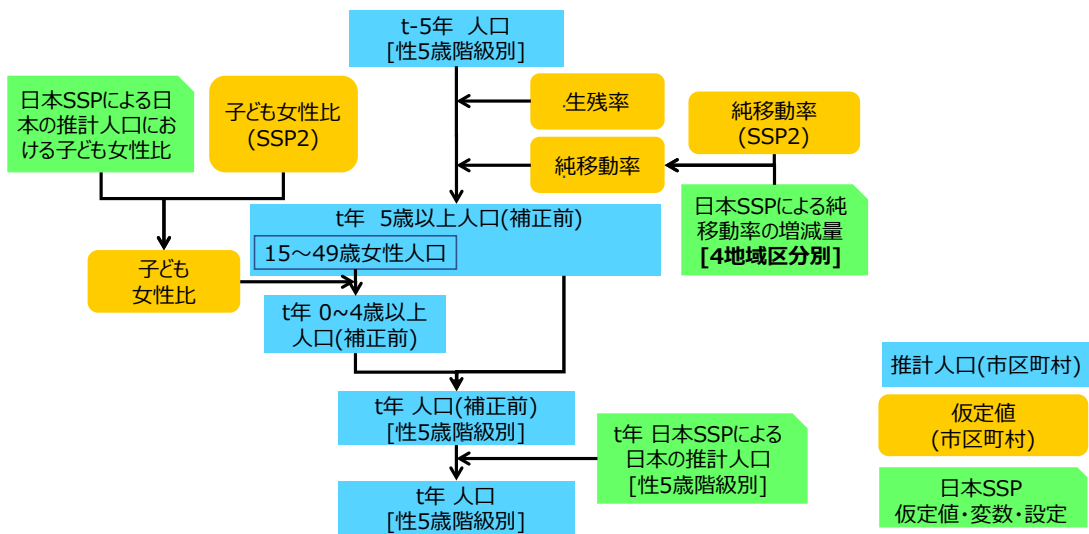 t-5年 人口
[性5歳階級別]
日本SSPによる日
本の推計人口にお
ける子ども女性比
子ども女性比
(SSP2)
生残率
純移動率
(SSP2)
純移動率
日本SSPによる純
移動率の増減量
[4地域区分別]
t年 5歳以上人口(補正前)
15～49歳女性人口
子ども
女性比
t年 0~4歳以上
人口(補正前)
t年 人口(補正前)
[性5歳階級別]
t年 日本SSPによる
日本の推計人口
[性5歳階級別]
t年 人口
[性5歳階級別]
推計人口(市区町村)
仮定値
(市区町村)
日本SSP
仮定値・変数・設定